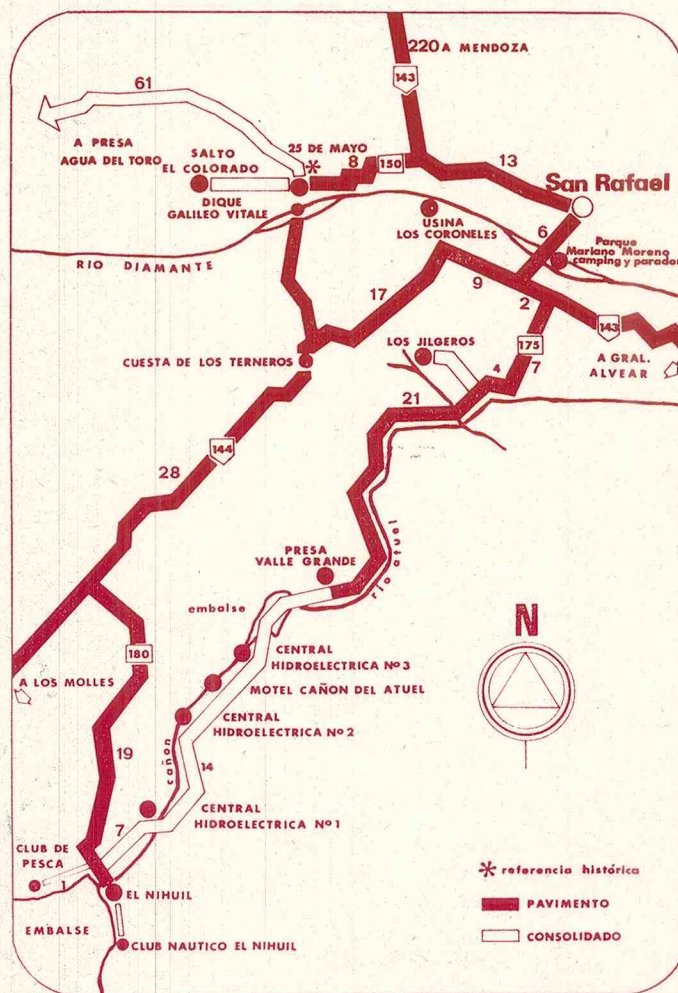 220 A MENDOZA
143
61
A PRESA
AGUA DEL TORO
SALTO
EL COLORADO
25 DE MAYO
8
150
13
San Rafael
DIQUE
GALILEO VITALE
USINA
LOS CORONELES
6
Parque
Mariano Moreno
camping y parador
RIO DIAMANTE
17
9
2
143
CUESTA DE LOS TERNEROS
LOS JILGEROS
175
4
7
A GRAL.
ALVEAR
21
144
28
PRESA
VALLE GRANDE
río atuel
embalse
N
180
CENTRAL
HIDROELECTRICA Nº3
A LOS MOLLES
MOTEL CAÑON DEL ATUEL
CENTRAL
HIDROELECTRICA Nº 2
19
cañon
14
7
CENTRAL
HIDROELECTRICA Nº1
CLUB DE
PESCA
1
EL NIHUIL
EMBALSE
CLUB NAUTICO EL NIHUIL
referencia histórica
PAVIMENTO
CONSOLIDADO